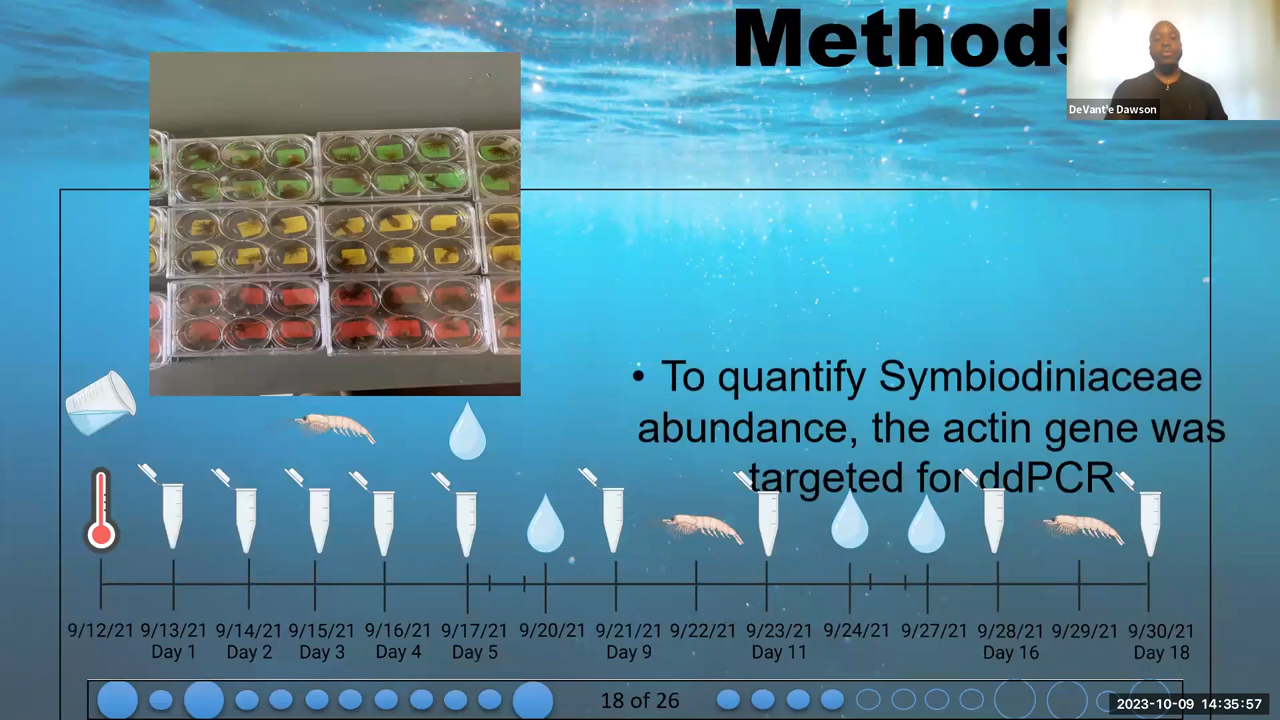 Methods
DeVant'e Dawson
• To quantify Symbiodiniaceae
abundance, the actin gene was
targeted for ddPCR
9/12/21 9/13/21 9/14/21 9/15/21 9/16/21 9/17/21 9/20/21 9/21/21 9/22/21 9/23/21 9/24/21 9/27/21 9/28/21 9/29/21 9/30/21
Day 1 Day 2 Day 3 Day 4 Day 5 Day 9 Day 11 Day 16 Day 18
18 of 26
2023-10-09 14:35:57